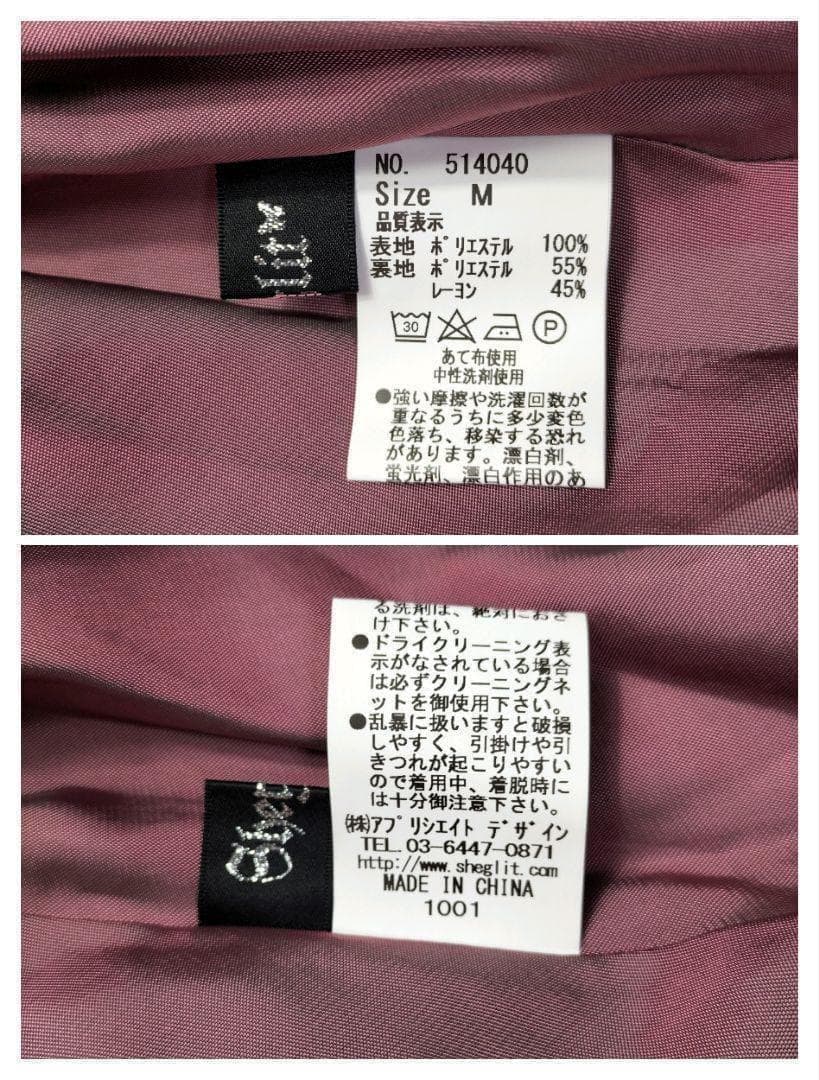 NO. 514040
Size M
品質表示
表地 ポリエステル 100%
裏地 ポリエステル 55%
レーヨン 45%
30
P
あて布使用
中性洗剤使用
●強い摩擦や洗濯回数が
重なるうちに多少変色
色落ち、移染する恐れ
があります。漂白剤、
蛍光剤、漂白作用のあ
lit
る洗剤は、絶対におさ
け下さい。
●ドライクリーニング表
示がなされている場合
は必ずクリーニングネ
ットを御使用下さい。
●乱暴に扱いますと破損
しやすく、引掛けや引
きつれが起こりやすい
ので着用中、着脱時に
は十分御注意下さい。
㈱アプリシエイト デザイン
TEL.03-6447-0871
http://www.sheglit.com
MADE IN CHINA
1001
Sheg